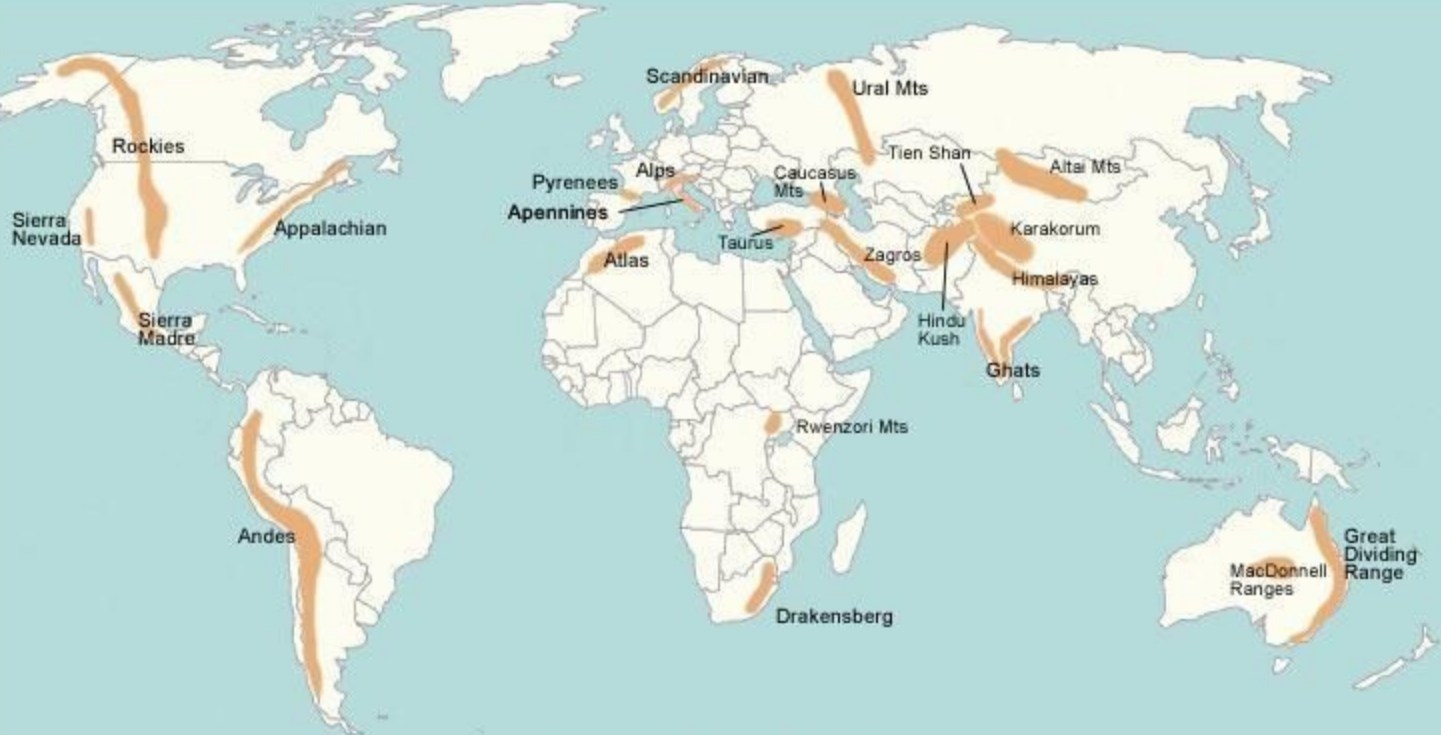 Scandinavian
Ural Mts
Rockies
Tien Shan
Altai Mts
Alps
Caucasus
Mts
Pyrenees
Apennines
Sierra
Nevada
Appalachian
Karakorum
Taurus
Zagros
Atlas
Himalayas
Sierra
Madre
Hindu
Kush
Ghats
Rwenzori Mts
Andes
Great
Dividing
Range
MacDonnell
Ranges
Drakensberg